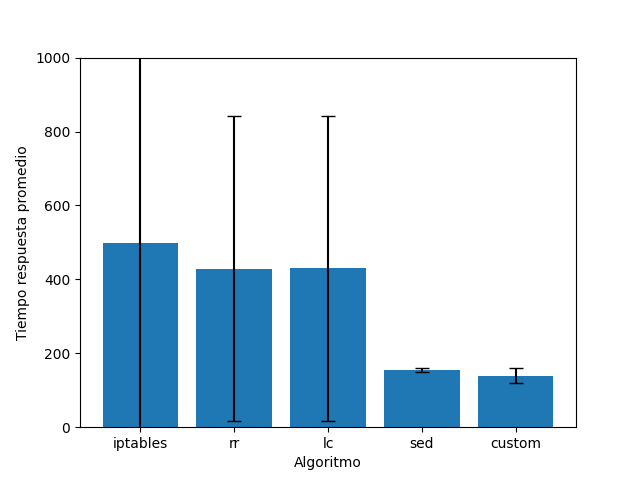 1000
800
600
400
200
0
Tiempo respuesta promedio
iptables rr lc sed custom
Algoritmo